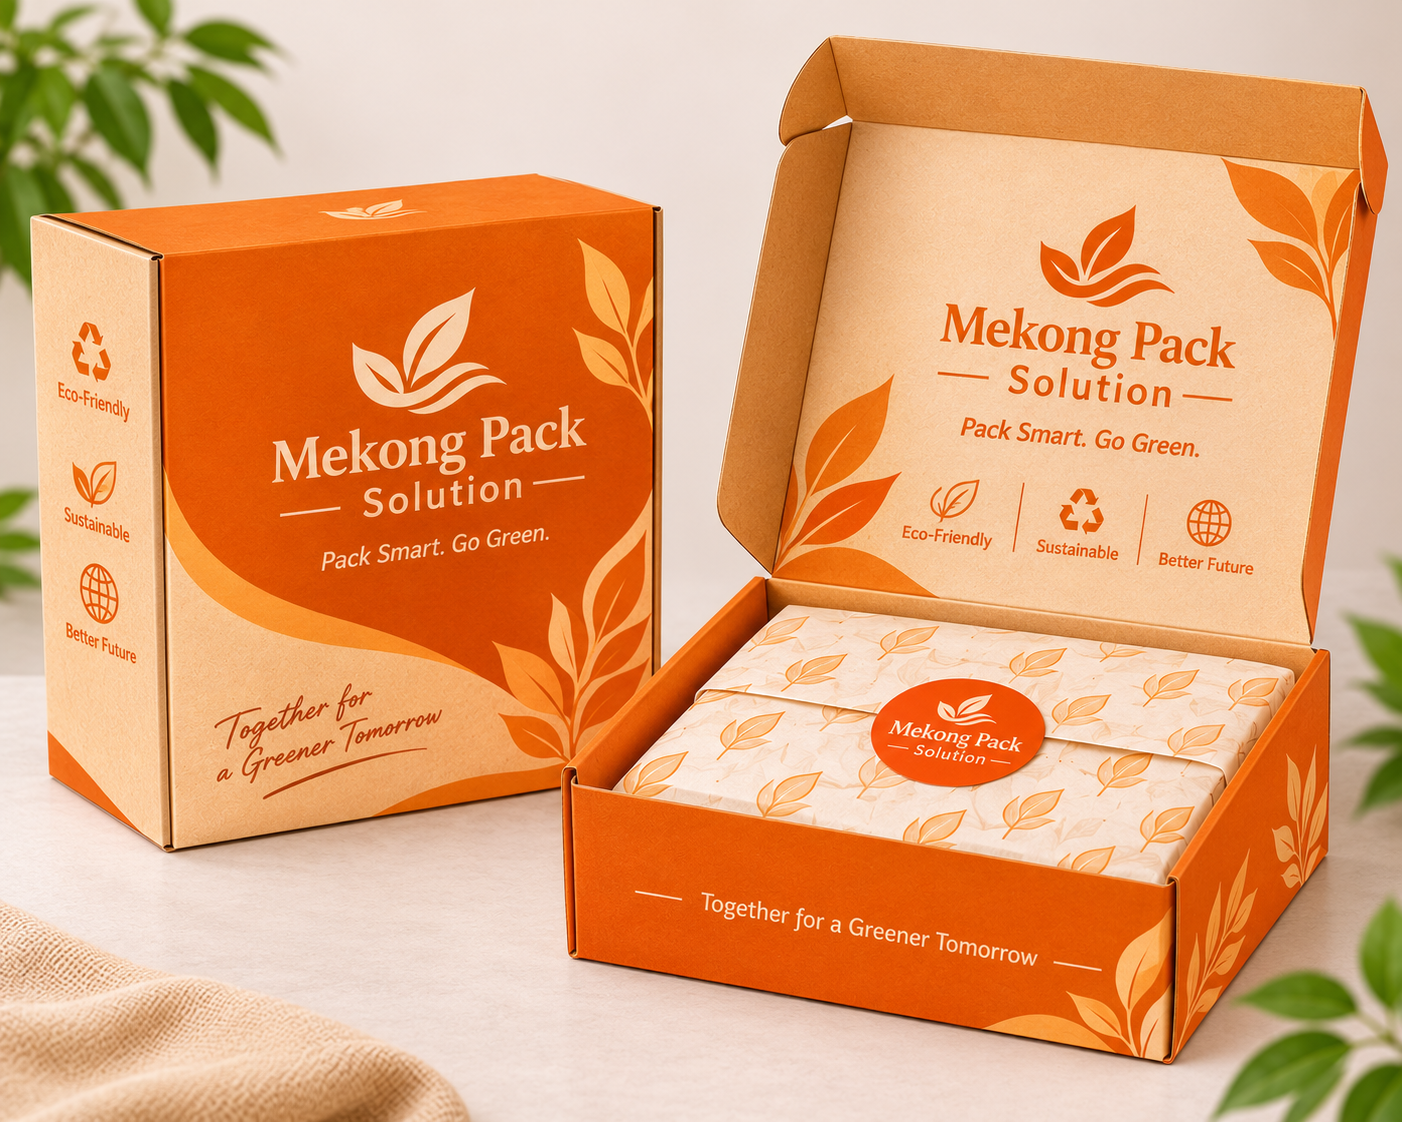 Eco-Friendly
Sustainable
Better Future
Mekong Pack
Solution
Pack Smart. Go Green.
Together for
a Greener Tomorrow
Mekong Pack
Solution
Pack Smart. Go Green.
Eco-Friendly
Sustainable
Better Future
Mekong Pack
Solution
Together for a Greener Tomorrow